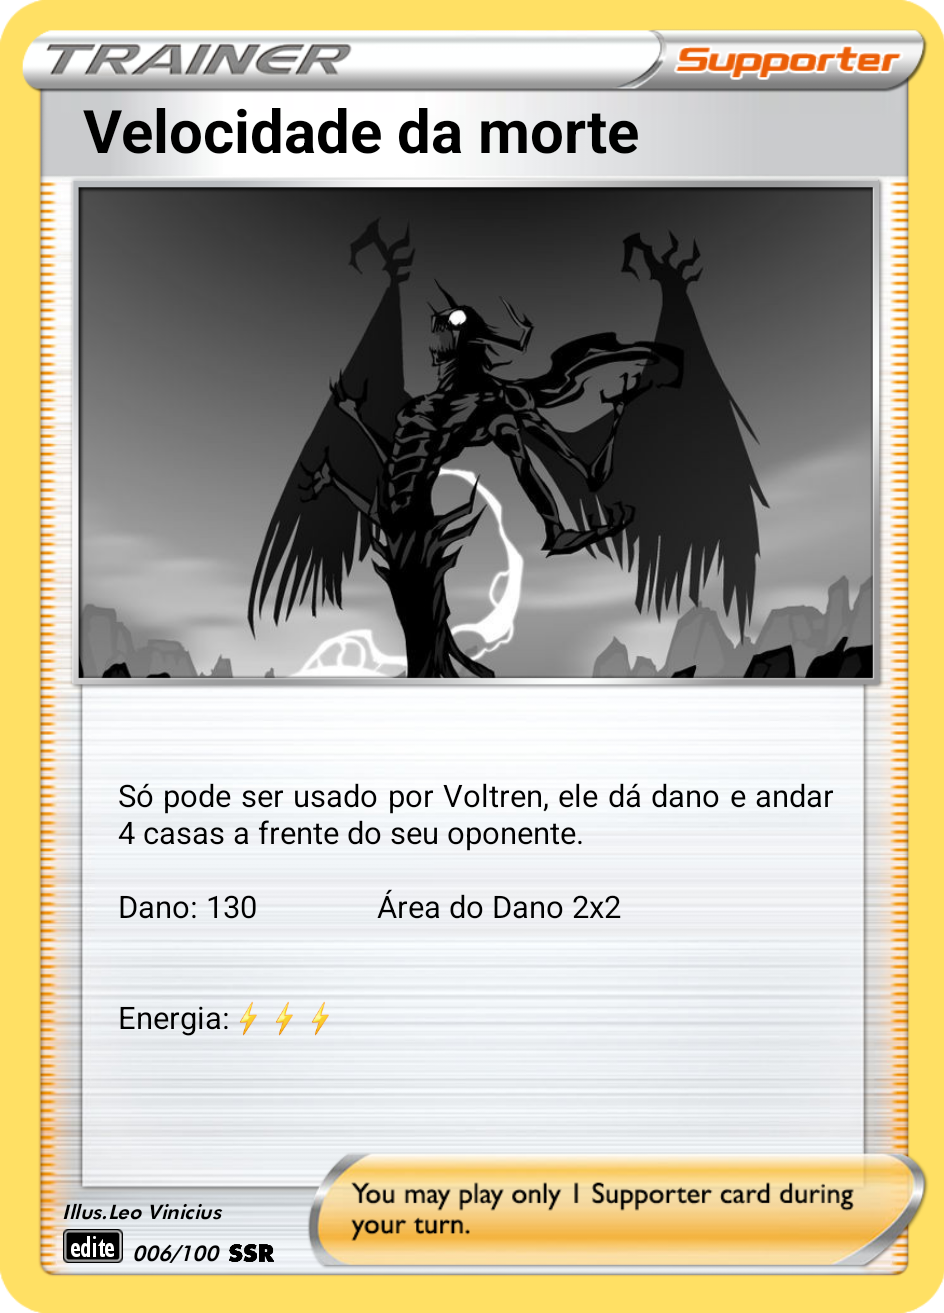 TRAINER
Supporter
Velocidade da morte
Só pode ser usado por Voltren, ele dá dano e andar
4 casas a frente do seu oponente.
Dano: 130 Área do Dano 2x2
Energia:⚡ ⚡ ⚡
You may play only 1 Supporter card during
your turn.
Illus.Leo Vinicius
edite 006/100 SSR